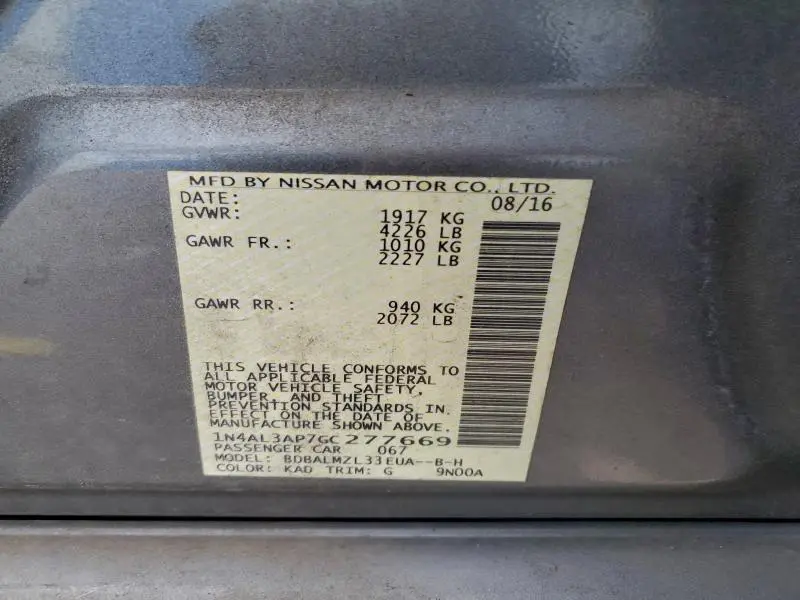 MFD BY NISSAN MOTOR CO., LTD.
DATE: 08/16
GVWR: 1917 KG
4226 LB
GAWR FR.: 1010 KG
2227 LB
GAWR RR.: 940 KG
2072 LB
THIS VEHICLE CONFORMS TO
ALL APPLICABLE FEDERAL
MOTOR VEHICLE SAFETY,
BUMPER, AND THEFT
PREVENTION STANDARDS IN
EFFECT ON THE DATE OF
MANUFACTURE SHOWN ABOVE.
1N4AL3AP7GC277669
PASSENGER CAR 067
MODEL: BDBALMZL33EUA--B-H
COLOR: KAD TRIM: G 9N00A